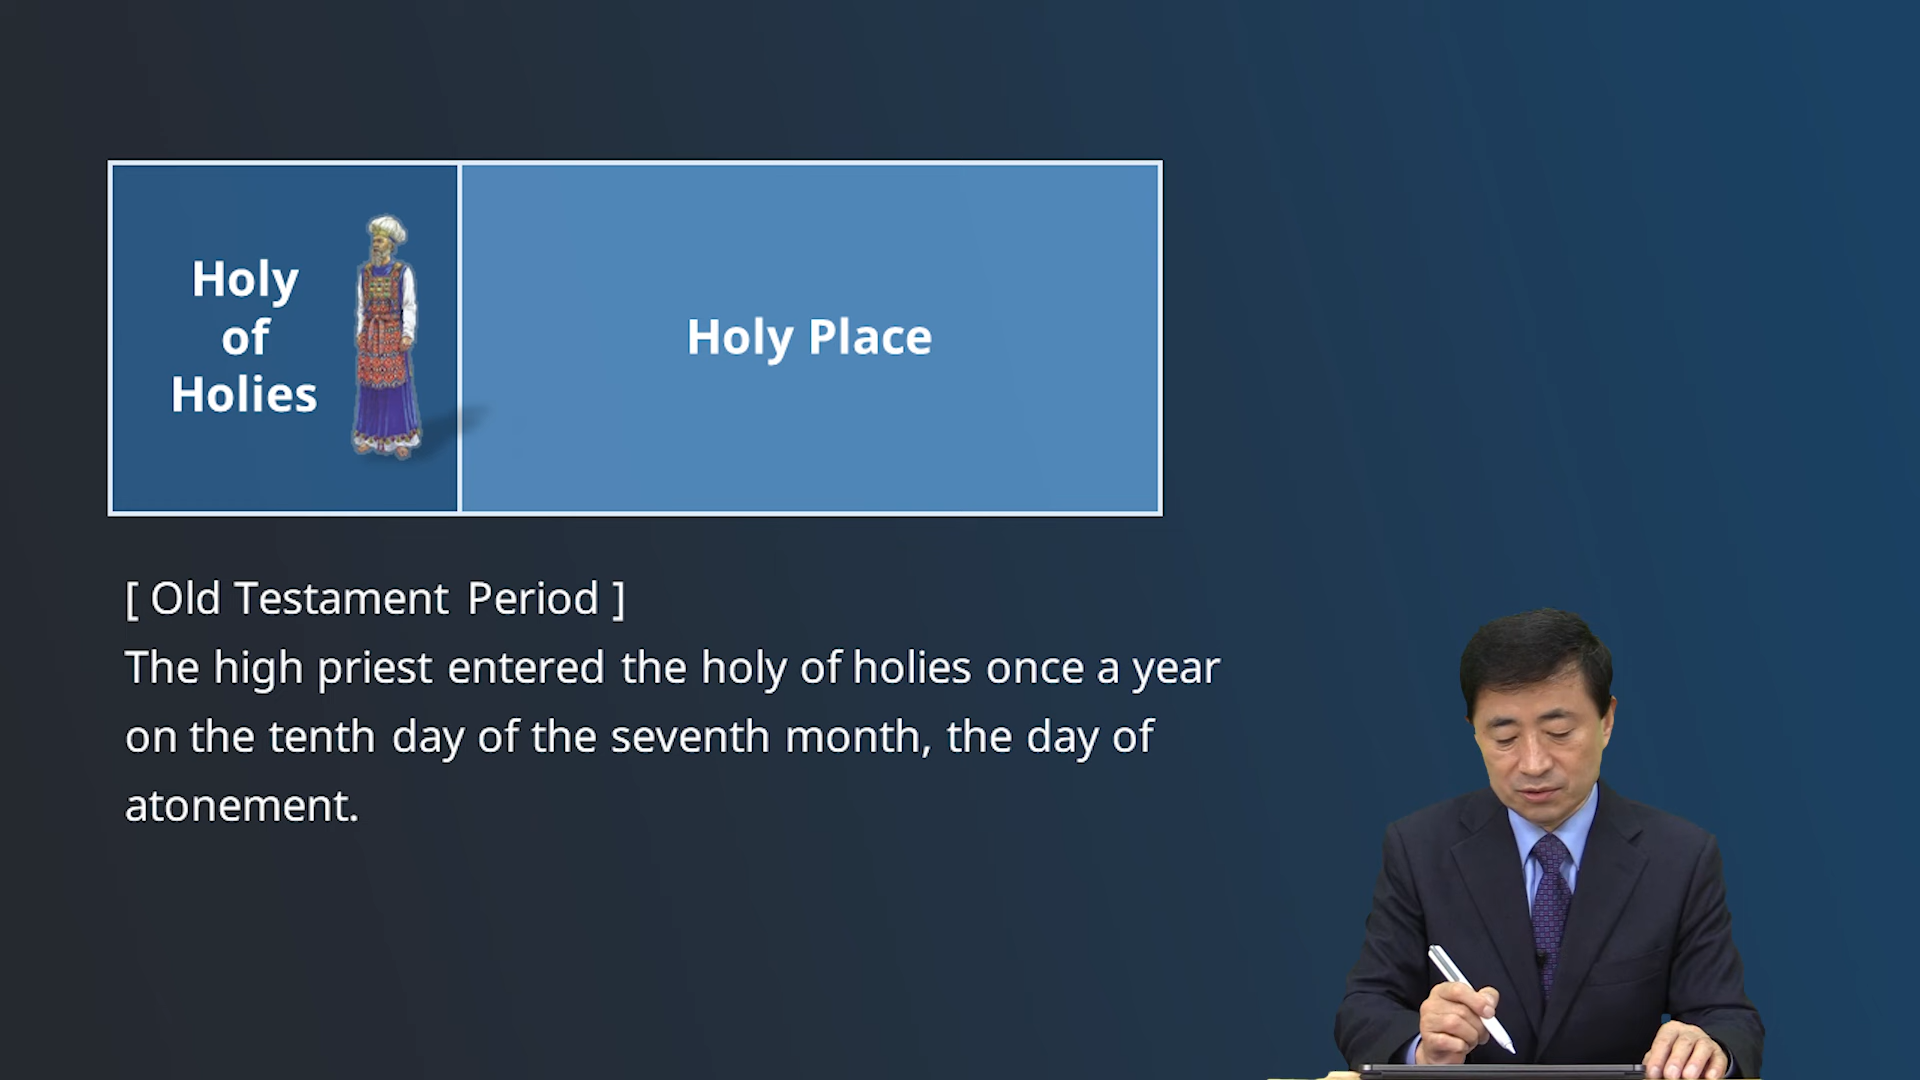 Holy
of
Holies
Holy Place
[ Old Testament Period ]
The high priest entered the holy of holies once a year
on the tenth day of the seventh month, the day of
atonement.